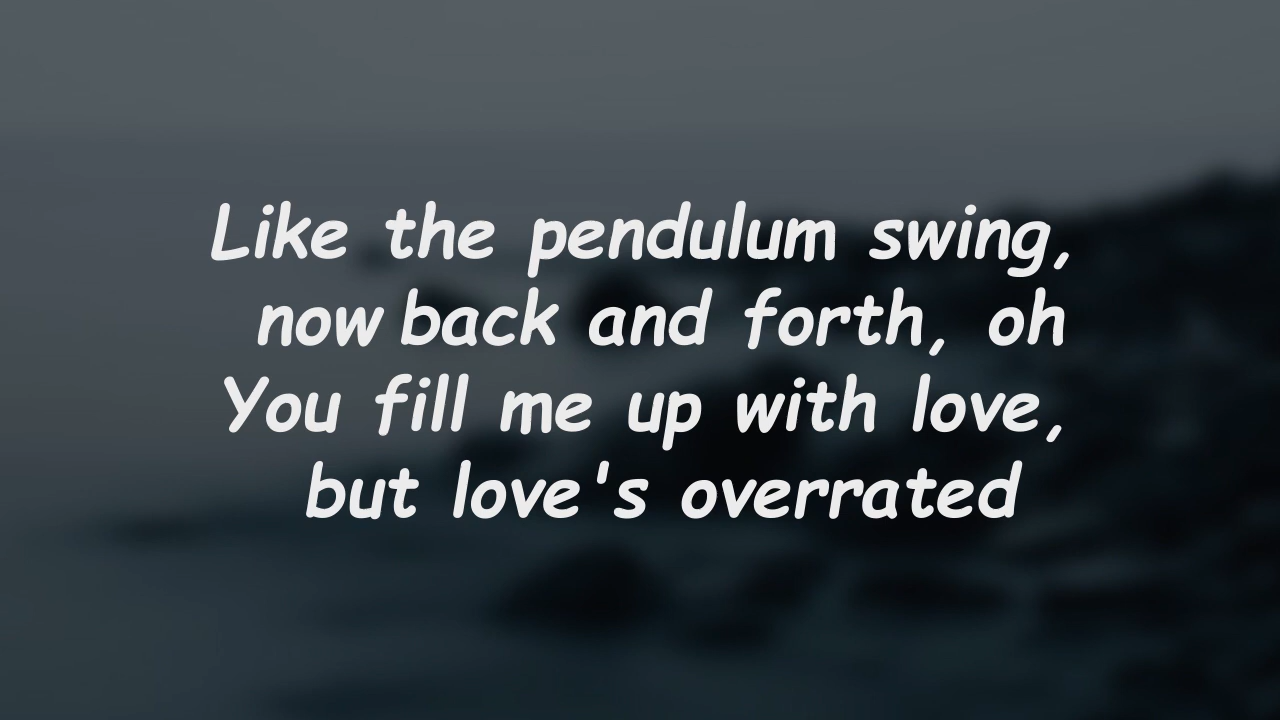 Like the pendulum swing,
now back and forth, oh
You fill me up with love,
but love's overrated